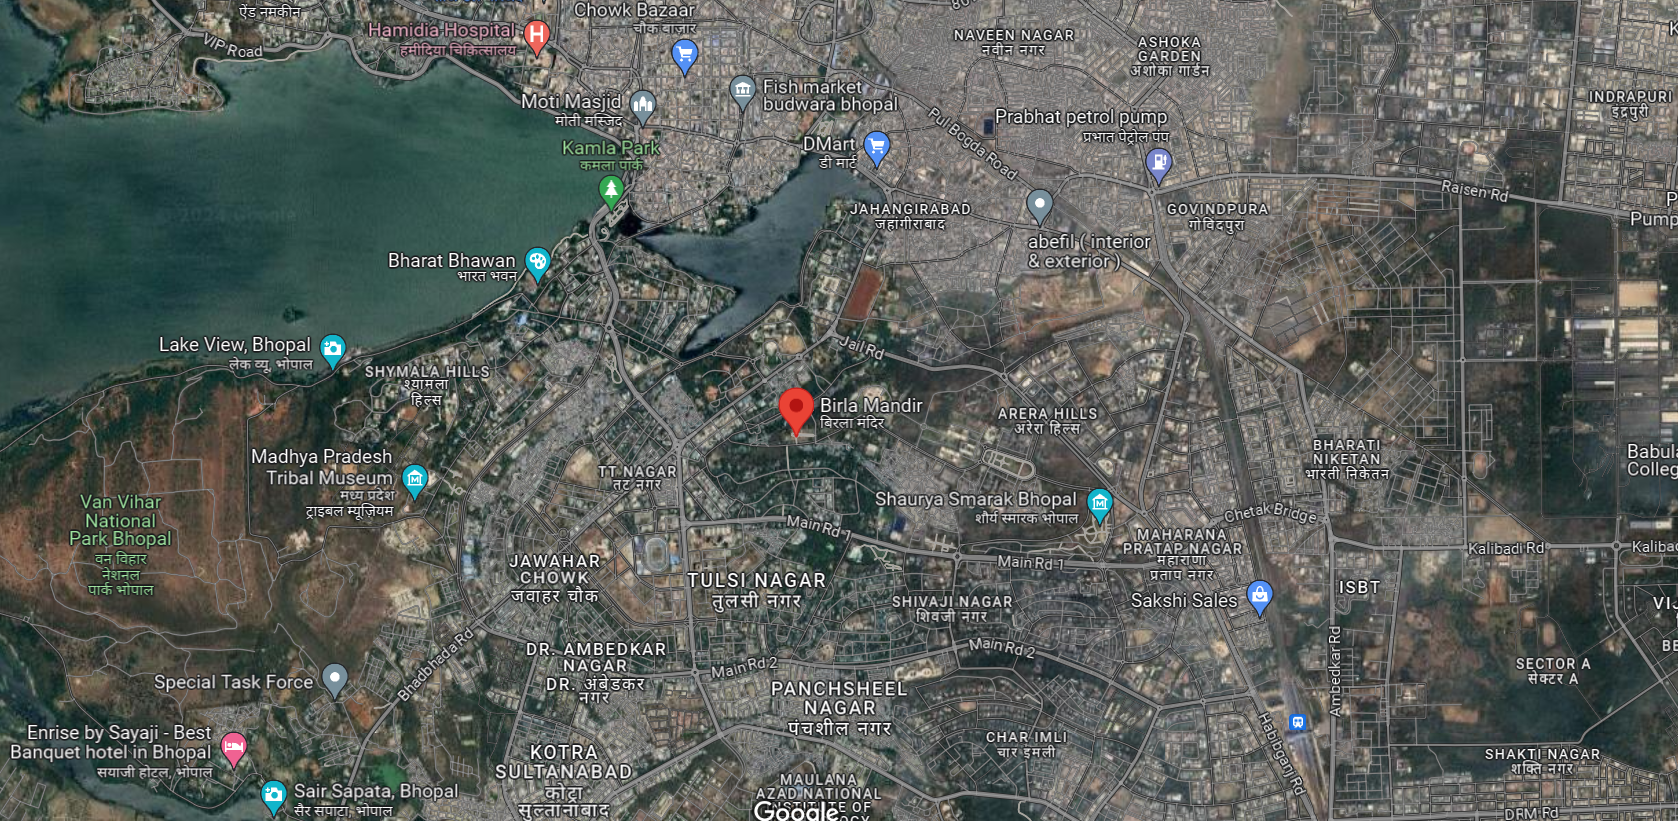 ऐंड नमकीन
Chowk Bazaar
चौक बाज़ार
Hamidia Hospital
हमीदिया चिकित्सालय
VIP Road
NAVEEN NAGAR
नवीन नगर
ASHOKA
GARDEN
अशोका गार्डन
INDRAPURI
इंद्रपुरी
Fish market
budwara bhopal
Moti Masjid
मोती मस्जिद
Pul Bogda Road
Prabhat petrol pump
प्रभात पेट्रोल पंप
Kamla Park
कमला पार्क
DMart
डी मार्ट
Raisen Rd
JAHANGIRABAD
जहांगीराबाद
GOVINDPURA
गोविंदपुरा
abefil ( interior
& exterior )
Bharat Bhawan
भारत भवन
Lake View, Bhopal
लेक व्यू, भोपाल
SHYMALA HILLS
श्यामला
हिल्स
Jail Rd
Birla Mandir
बिरला मंदिर
ARERA HILLS
अरेरा हिल्स
BHARATI
NIKETAN
भारती निकेतन
Madhya Pradesh
Tribal Museum
मध्य प्रदेश
ट्राइबल म्यूज़ियम
TT NAGAR
तट नगर
Van Vihar
National
Park Bhopal
वन विहार
नेशनल
पार्क भोपाल
Shaurya Smarak Bhopal
शौर्य स्मारक भोपाल
Main Rd 1
Chetak Bridge
MAHARANA
PRATAP NAGAR
महाराणा
प्रताप नगर
Kalibadi Rd
Main Rd 1
JAWAHAR
CHOWK
जवाहर चौक
TULSI NAGAR
तुलसी नगर
SHIVAJI NAGAR
शिवजी नगर
Sakshi Sales
ISBT
DR. AMBEDKAR
NAGAR
DR. अंबेडकर
नगर
Bhadbhada Rd
Main Rd 2
Main Rd 2
Ambedkar Rd
SECTOR A
सेक्टर A
Special Task Force
PANCHSHEEL
NAGAR
पंचशील नगर
Enrise by Sayaji - Best
Banquet hotel in Bhopal
सयाजी होटल, भोपाल
CHAR IMLI
चार इमली
Habibganj Rd
KOTRA
SULTANABAD
कोट्रा
सुल्तानाबाद
SHAKTI NAGAR
शक्ति नगर
Sair Sapata, Bhopal
सैर सपाटा, भोपाल
MAULANA
AZAD NATIONAL
Google
DRM Rd